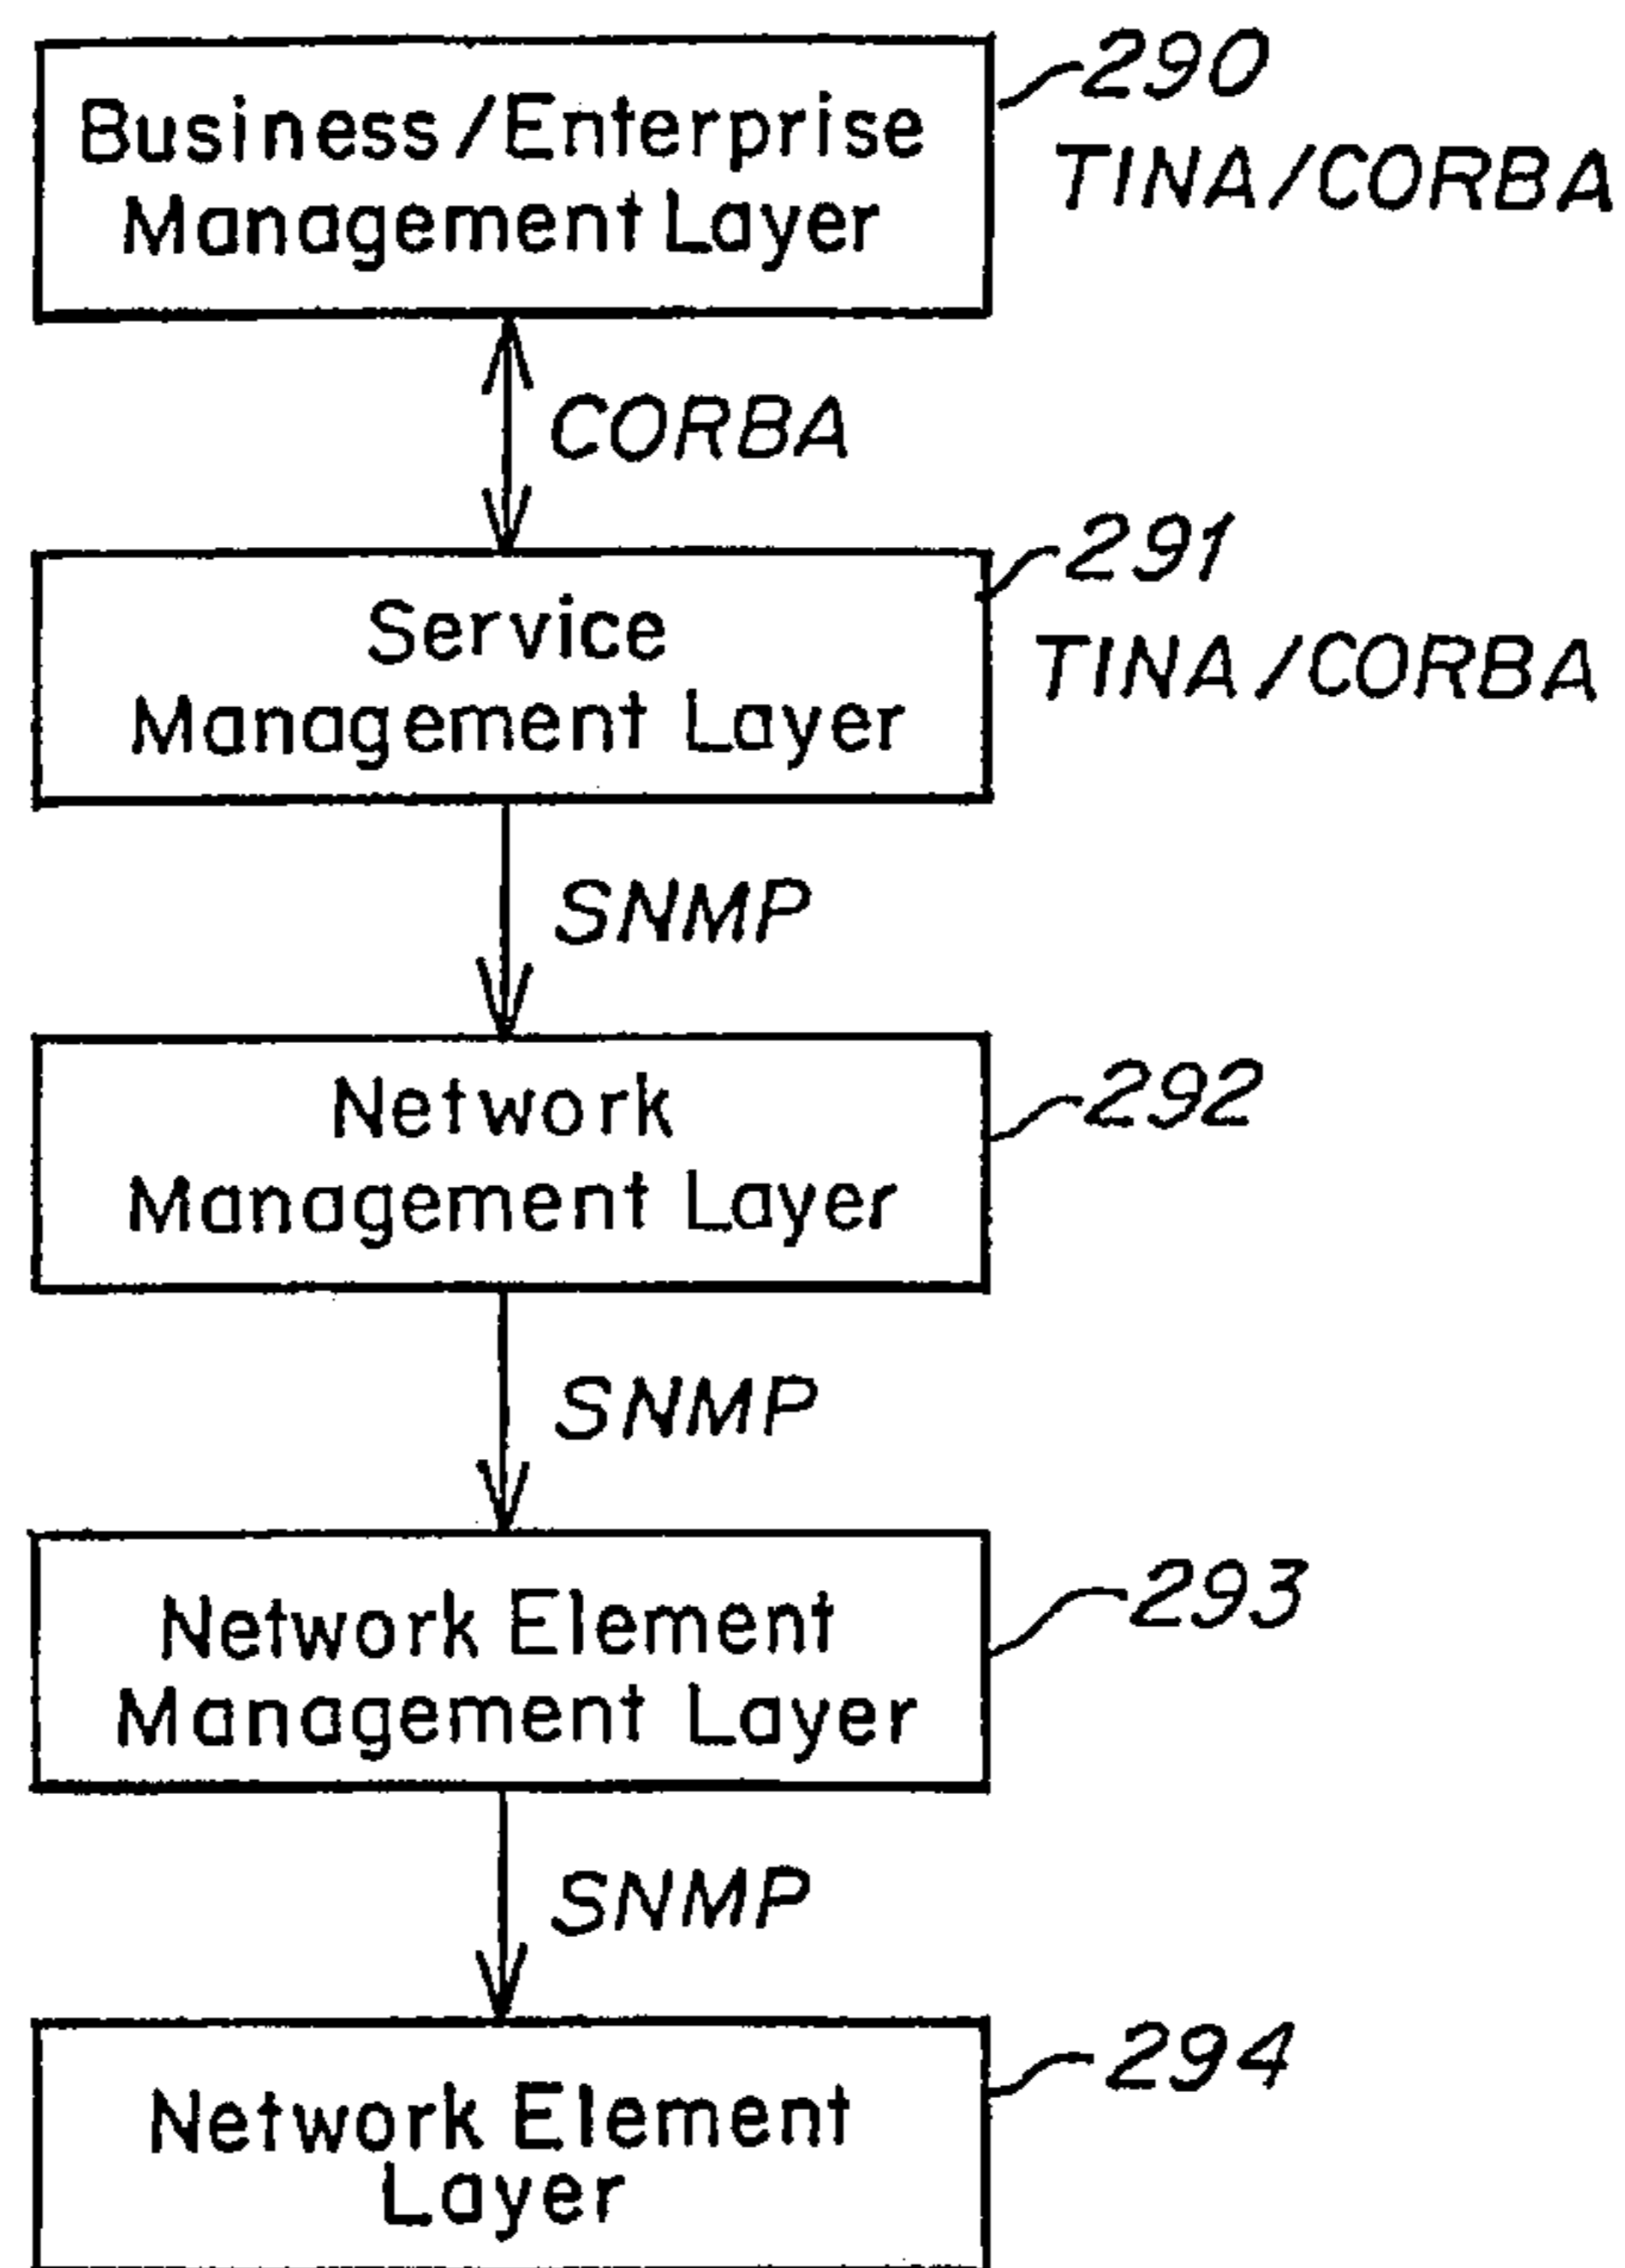 Business/Enterprise
Management Layer
290
TINA/CORBA
CORBA
Service
Management Layer
291
TINA/CORBA
SNMP
Network
Management Layer
292
SNMP
Network Element
Management Layer
293
SNMP
Network Element
Layer
294